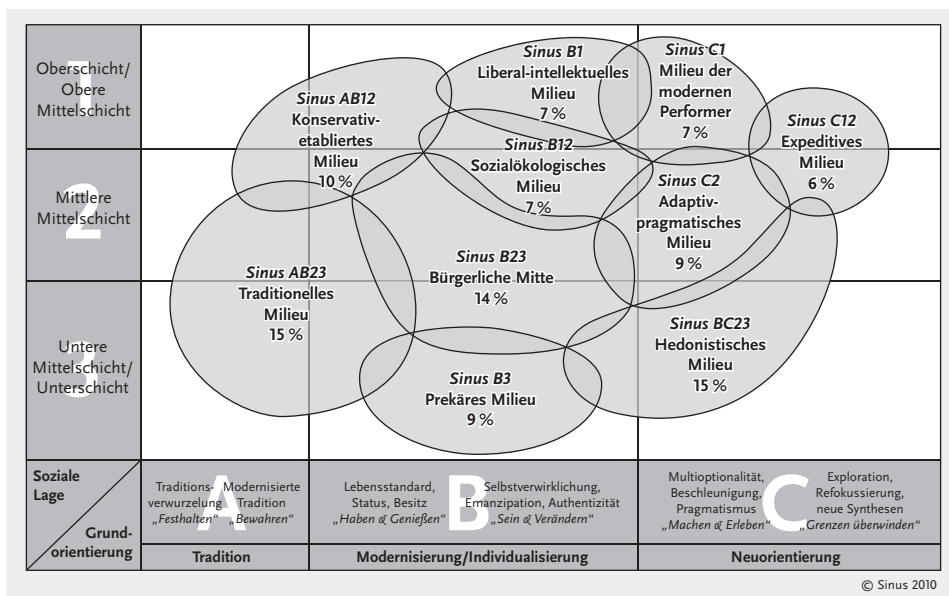 Oberschicht/
Obere
Mittelschicht
1
Mittlere
Mittelschicht
2
Untere
Mittelschicht/
Unterschicht
3
Sinus AB12
Konservativ-
etabliertes
Milieu
10 %
Sinus B1
Liberal-intellektuelles
Milieu
7 %
Sinus C1
Milieu der
modernen
Performer
7 %
Sinus C12
Expeditives
Milieu
6 %
Sinus B12
Sozialökologisches
Milieu
7 %
Sinus C2
Adaptiv-
pragmatisches
Milieu
9 %
Sinus AB23
Traditionelles
Milieu
15 %
Sinus B23
Bürgerliche Mitte
14 %
Sinus BC23
Hedonistisches
Milieu
15 %
Sinus B3
Prekäres Milieu
9 %
Soziale
Lage
Grund-
orientierung
A
Traditions-
verwurzelung
„Festhalten“
Modernisierte
Tradition
„Bewahren“
B
Lebensstandard,
Status, Besitz
„Haben & Genießen“
Selbstverwirklichung,
Emanzipation, Authentizität
„Sein & Verändern“
C
Multioptionalität,
Beschleunigung,
Pragmatismus
„Machen & Erleben“
Exploration,
Refokussierung,
neue Synthesen
„Grenzen überwinden“
Tradition
Modernisierung/Individualisierung
Neuorientierung
© Sinus 2010